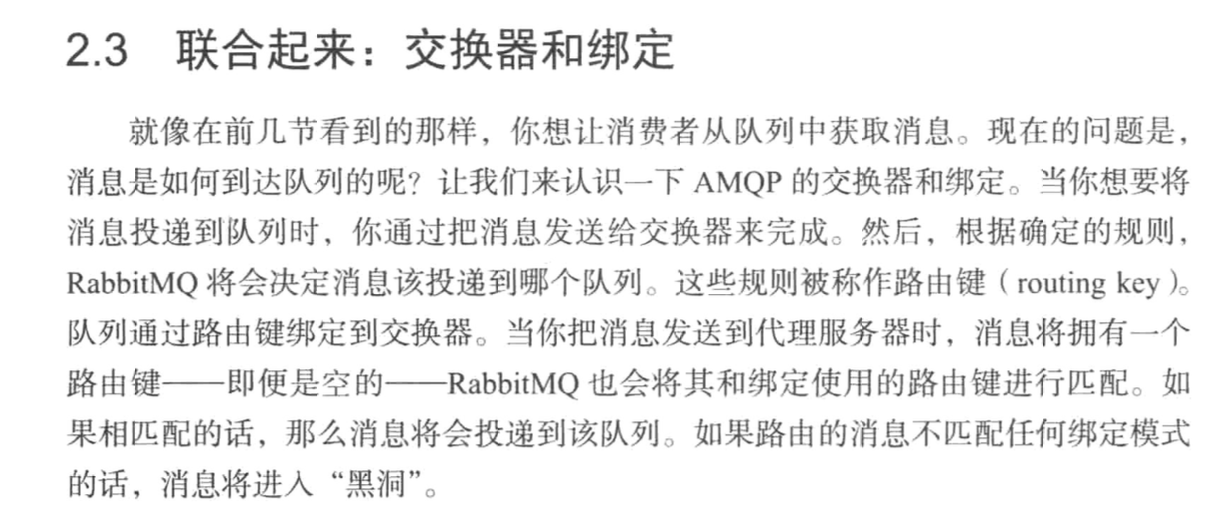 2.3 联合起来：交换器和绑定
就像在前几节看到的那样，你想让消费者从队列中获取消息。现在的问题是，
消息是如何到达队列的呢？让我们来认识一下 AMQP 的交换器和绑定。当你想要将
消息投递到队列时，你通过把消息发送给交换器来完成。然后，根据确定的规则，
RabbitMQ 将会决定消息该投递到哪个队列。这些规则被称作路由键（routing key）。
队列通过路由键绑定到交换器。当你把消息发送到代理服务器时，消息将拥有一个
路由键——即便是空的——RabbitMQ 也会将其和绑定使用的路由键进行匹配。如
果相匹配的话，那么消息将会投递到该队列。如果路由的消息不匹配任何绑定模式
的话，消息将进入“黑洞”。